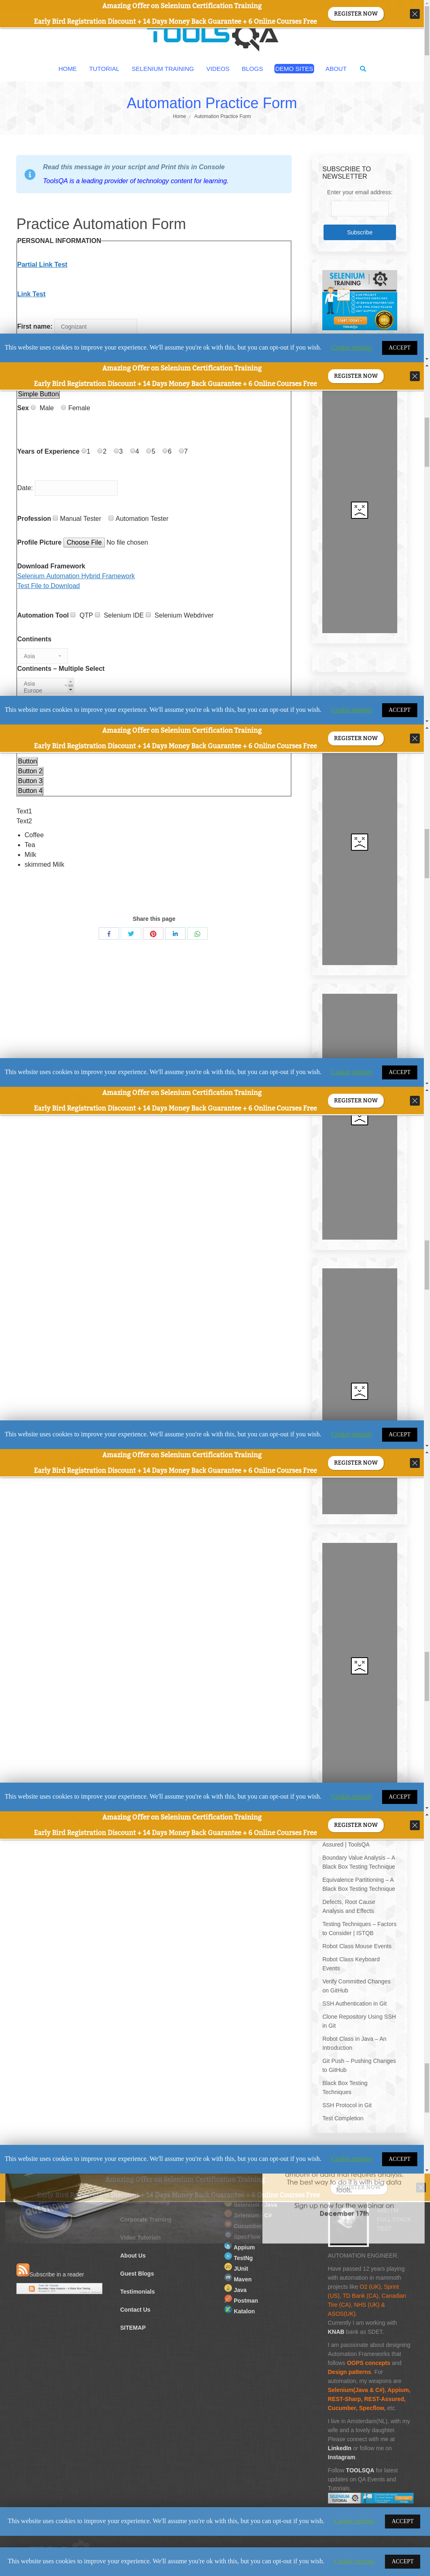 Amazing Offer on Selenium Certification Training
Early Bird Registration Discount + 14 Days Money Back Guarantee + 6 Online Courses Free
REGISTER NOW
TOOLSQA
HOME
TUTORIAL
SELENIUM TRAINING
VIDEOS
BLOGS
DEMO SITES
ABOUT
Automation Practice Form
Home / Automation Practice Form
Read this message in your script and Print this in Console
ToolsQA is a leading provider of technology content for learning.
SUBSCRIBE TO
NEWSLETTER
Enter your email address:
Subscribe
Practice Automation Form
PERSONAL INFORMATION
Partial Link Test
Link Test
First name: Cognizant
SELENIUM
TRAINING
This website uses cookies to improve your experience. We'll assume you're ok with this, but you can opt-out if you wish.
ACCEPT
Amazing Offer on Selenium Certification Training
Early Bird Registration Discount + 14 Days Money Back Guarantee + 6 Online Courses Free
REGISTER NOW
Simple Button
Sex Male Female
Years of Experience 1 2 3 4 5 6 7
Date:
Profession Manual Tester Automation Tester
Profile Picture Choose File No file chosen
Download Framework
Selenium Automation Hybrid Framework
Test File to Download
Automation Tool QTP Selenium IDE Selenium Webdriver
Continents
Asia
Continents – Multiple Select
Asia
Europe
This website uses cookies to improve your experience. We'll assume you're ok with this, but you can opt-out if you wish.
ACCEPT
Amazing Offer on Selenium Certification Training
Early Bird Registration Discount + 14 Days Money Back Guarantee + 6 Online Courses Free
REGISTER NOW
Button
Button 2
Button 3
Button 4
Text1
Text2
Coffee
Tea
Milk
skimmed Milk
Share this page
This website uses cookies to improve your experience. We'll assume you're ok with this, but you can opt-out if you wish.
ACCEPT
Amazing Offer on Selenium Certification Training
Early Bird Registration Discount + 14 Days Money Back Guarantee + 6 Online Courses Free
REGISTER NOW
This website uses cookies to improve your experience. We'll assume you're ok with this, but you can opt-out if you wish.
ACCEPT
Amazing Offer on Selenium Certification Training
Early Bird Registration Discount + 14 Days Money Back Guarantee + 6 Online Courses Free
REGISTER NOW
This website uses cookies to improve your experience. We'll assume you're ok with this, but you can opt-out if you wish.
ACCEPT
Amazing Offer on Selenium Certification Training
Early Bird Registration Discount + 14 Days Money Back Guarantee + 6 Online Courses Free
REGISTER NOW
Assured | ToolsQA
Boundary Value Analysis – A
Black Box Testing Technique
Equivalence Partitioning – A
Black Box Testing Technique
Defects, Root Cause
Analysis and Effects
Testing Techniques – Factors
to Consider | ISTQB
Robot Class Mouse Events
Robot Class Keyboard
Events
Verify Committed Changes
on GitHub
SSH Authentication in Git
Clone Repository Using SSH
in Git
Robot Class in Java – An
Introduction
Git Push – Pushing Changes
to GitHub
Black Box Testing
Techniques
SSH Protocol in Git
Test Completion
This website uses cookies to improve your experience. We'll assume you're ok with this, but you can opt-out if you wish.
ACCEPT
Amazing Offer on Selenium Certification Training
Early Bird Registration Discount + 14 Days Money Back Guarantee + 6 Online Courses Free
REGISTER NOW
amount of data that requires analysis.
The best way to do it is with big data
tools.
Sign up now for the webinar on
December 17th
Corporate Training
Video Tutorials
About Us
Guest Blogs
Testimonials
Contact Us
SITEMAP
Subscribe in a reader
Selenium - Java
Selenium - C#
Cucumber
SpecFlow
Appium
TestNg
JUnit
Maven
Java
Postman
Katalon
AUTOMATION ENGINEER.
Have passed 12 years playing
with automation in mammoth
projects like O2 (UK), Sprint
(US), TD Bank (CA), Canadian
Tire (CA), NHS (UK) &
ASOS(UK).
Currently I am working with
KNAB bank as SDET.
I am passionate about designing
Automation Frameworks that
follows OOPS concepts and
Design patterns. For
automation, my weapons are
Selenium(Java & C#), Appium,
REST-Sharp, REST-Assured,
Cucumber, Specflow, etc.
I live in Amsterdam(NL), with my
wife and a lovely daughter.
Please connect with me at
LinkedIn or follow me on
Instagram.
Follow TOOLSQA for latest
updates on QA Events and
Tutorials.
This website uses cookies to improve your experience. We'll assume you're ok with this, but you can opt-out if you wish.
ACCEPT
This website uses cookies to improve your experience. We'll assume you're ok with this, but you can opt-out if you wish.
ACCEPT